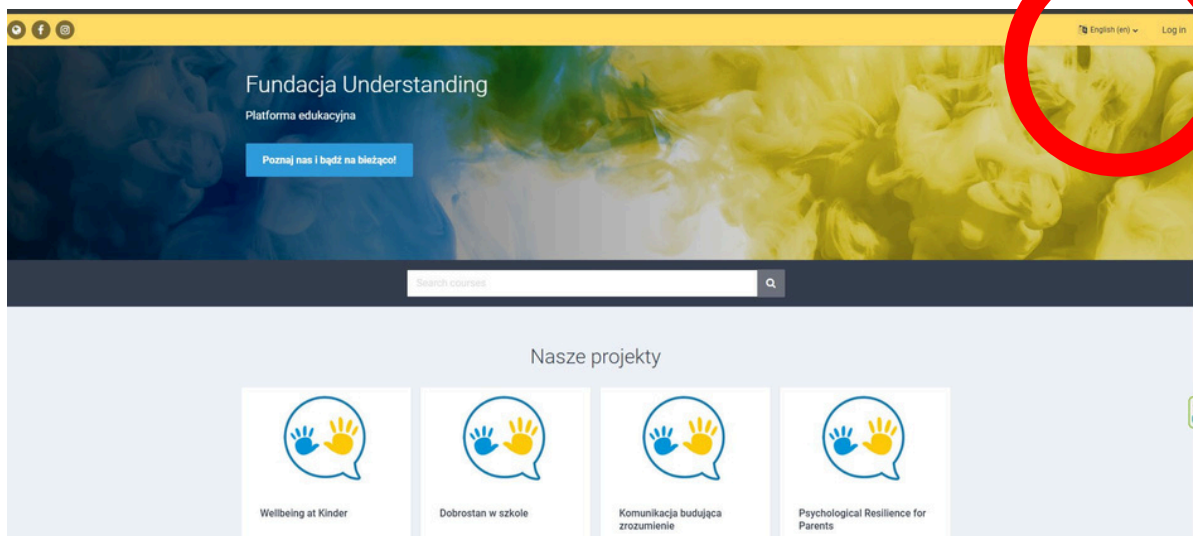 English (en)
Log in
Fundacja Understanding
Platforma edukacyjna
Poznaj nas i bądź na bieżąco!
Search courses
Nasze projekty
Wellbeing at Kinder
Dobrostan w szkole
Komunikacja budująca
zrozumienie
Psychological Resilience for
Parents